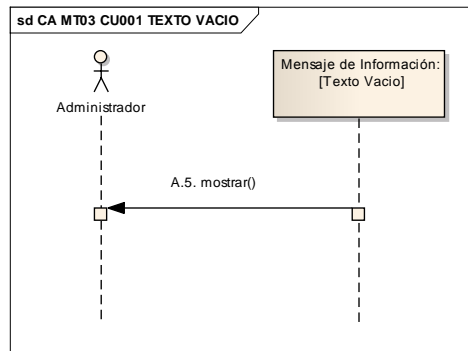 sd CA MT03 CU001 TEXTO VACIO
Administrador
Mensaje de Información:
[Texto Vacio]
A.5. mostrar()